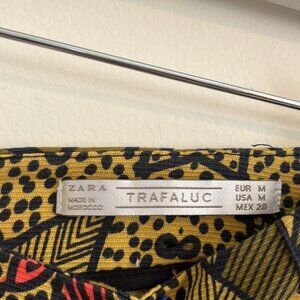 ZARA
MADE IN
MOROCCO
TRAFALUC
EUR M
USA M
MEX 28